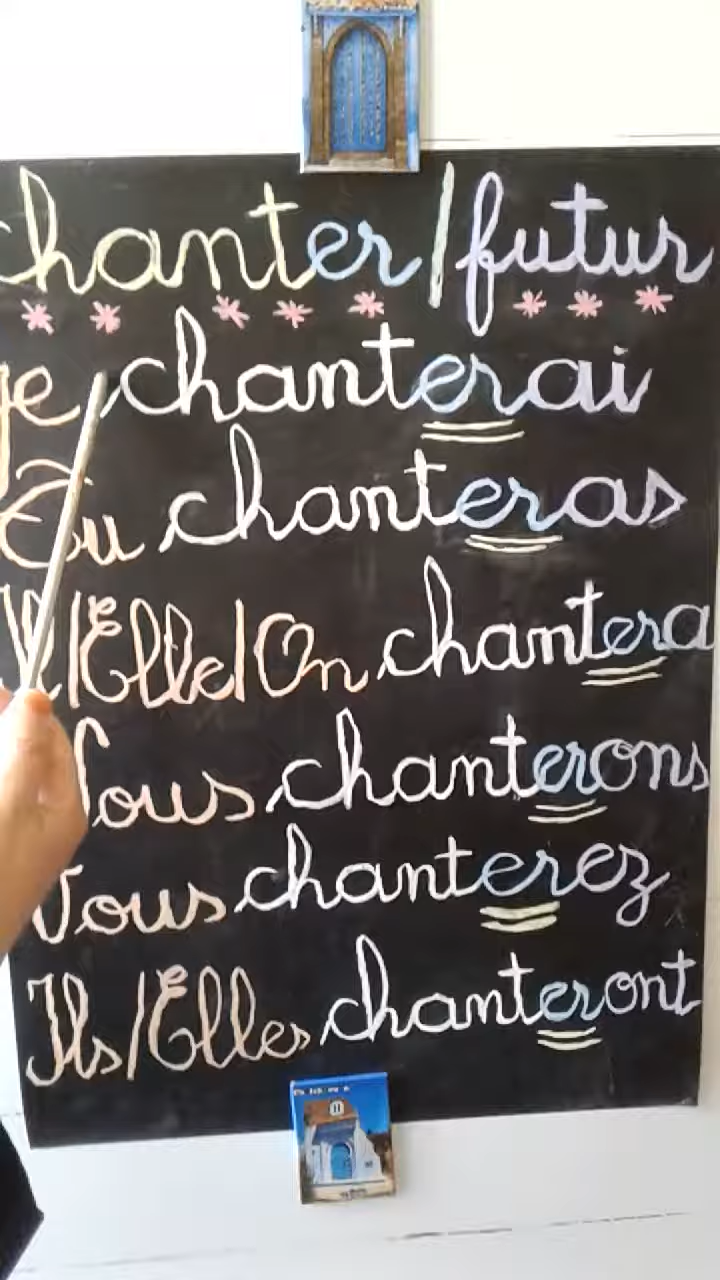 chanter/futur
je chanterai
Tu chanteras
Il/Elle/On chantera
Nous chanterons
Vous chanterez
Ils/Elles chanteront